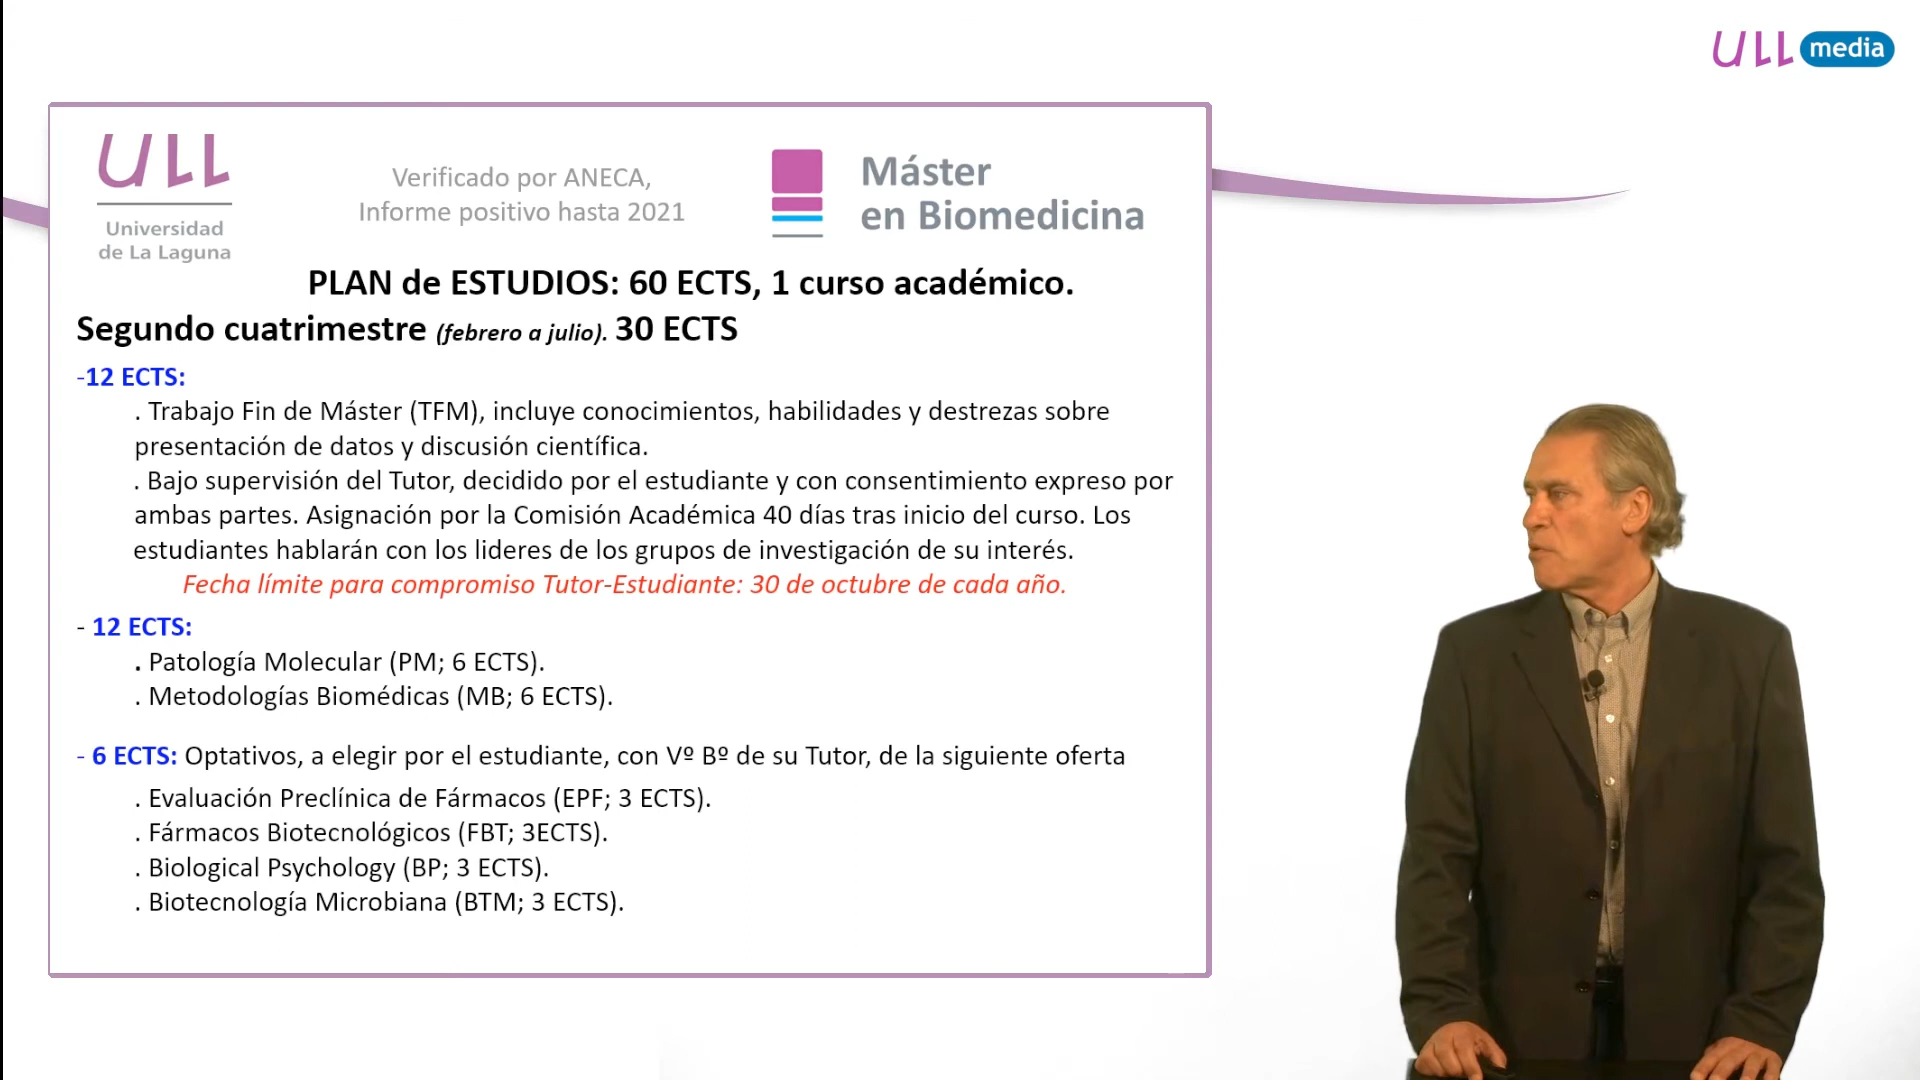 ULL media
ULL
Universidad
de La Laguna
Verificado por ANECA,
Informe positivo hasta 2021
Máster
en Biomedicina
PLAN de ESTUDIOS: 60 ECTS, 1 curso académico.
Segundo cuatrimestre (febrero a julio). 30 ECTS
-12 ECTS:
. Trabajo Fin de Máster (TFM), incluye conocimientos, habilidades y destrezas sobre
presentación de datos y discusión científica.
. Bajo supervisión del Tutor, decidido por el estudiante y con consentimiento expreso por
ambas partes. Asignación por la Comisión Académica 40 días tras inicio del curso. Los
estudiantes hablarán con los lideres de los grupos de investigación de su interés.
Fecha límite para compromiso Tutor-Estudiante: 30 de octubre de cada año.
- 12 ECTS:
. Patología Molecular (PM; 6 ECTS).
. Metodologías Biomédicas (MB; 6 ECTS).
- 6 ECTS: Optativos, a elegir por el estudiante, con Vº Bº de su Tutor, de la siguiente oferta
. Evaluación Preclínica de Fármacos (EPF; 3 ECTS).
. Fármacos Biotecnológicos (FBT; 3ECTS).
. Biological Psychology (BP; 3 ECTS).
. Biotecnología Microbiana (BTM; 3 ECTS).